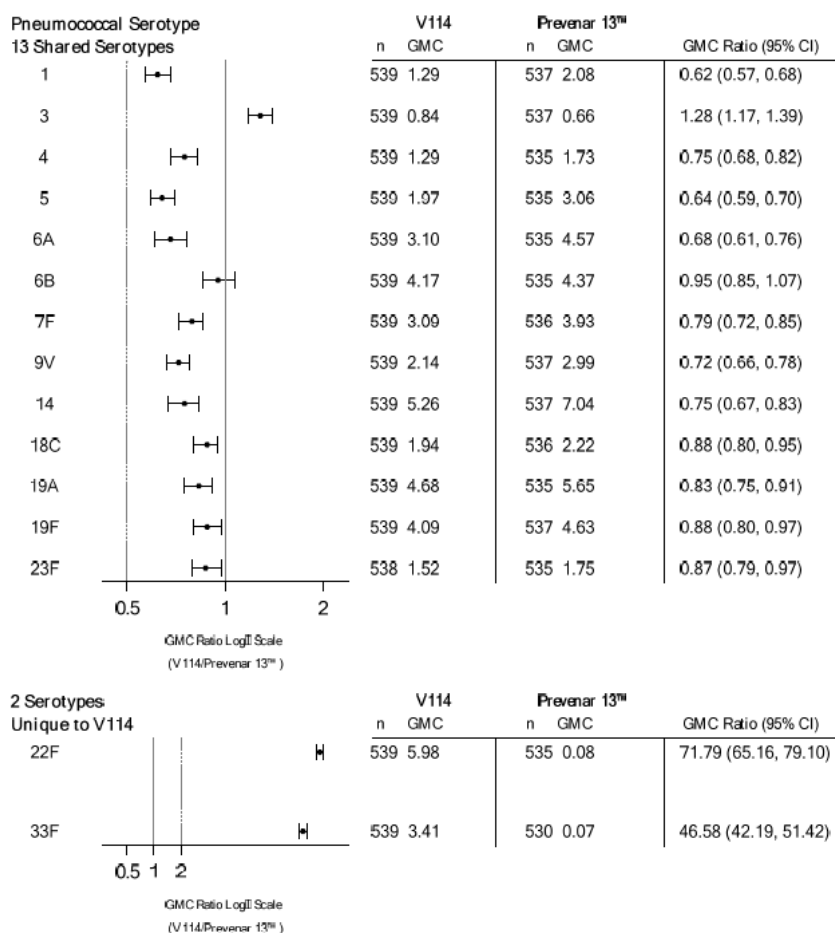 Pneumococcal Serotype V114 Prevenar 13™
13 Shared Serotypes n GMC n GMC GMC Ratio (95% CI)
1 539 1.29 537 2.08 0.62 (0.57, 0.68)
3 539 0.84 537 0.66 1.28 (1.17, 1.39)
4 539 1.29 535 1.73 0.75 (0.68, 0.82)
5 539 1.97 535 3.06 0.64 (0.59, 0.70)
6A 539 3.10 535 4.57 0.68 (0.61, 0.76)
6B 539 4.17 535 4.37 0.95 (0.85, 1.07)
7F 539 3.09 536 3.93 0.79 (0.72, 0.85)
9V 539 2.14 537 2.99 0.72 (0.66, 0.78)
14 539 5.26 537 7.04 0.75 (0.67, 0.83)
18C 539 1.94 536 2.22 0.88 (0.80, 0.95)
19A 539 4.68 535 5.65 0.83 (0.75, 0.91)
19F 539 4.09 537 4.63 0.88 (0.80, 0.97)
23F 538 1.52 535 1.75 0.87 (0.79, 0.97)
0.5 1 2
GMC Ratio Log Scale
(V114/Prevenar 13™)
2 Serotypes V114 Prevenar 13™
Unique to V114 n GMC n GMC GMC Ratio (95% CI)
22F 539 5.98 535 0.08 71.79 (65.16, 79.10)
33F 539 3.41 530 0.07 46.58 (42.19, 51.42)
0.5 1 2
GMC Ratio Log Scale
(V114/Prevenar 13™)